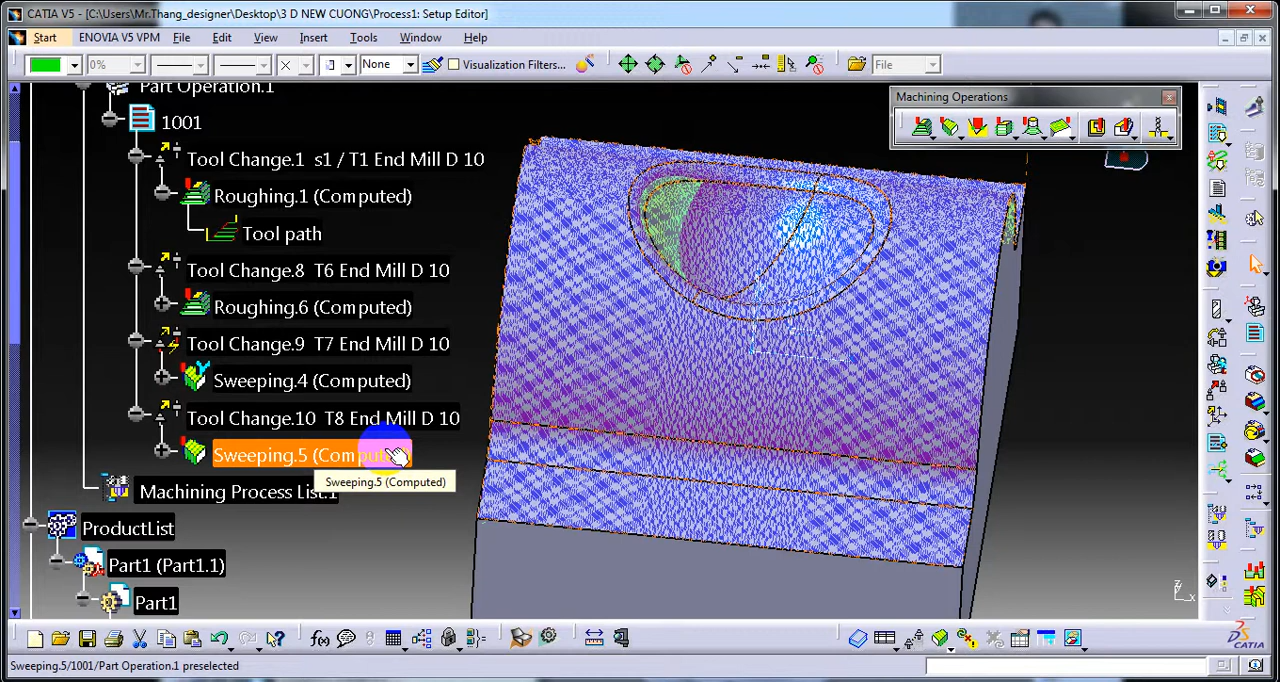 CATIA V5 - [C:\Users\Mr.Thang_designer\Desktop\3 D NEW CUONG\Process1: Setup Editor]
Start ENOVIA V5 VPM File Edit View Insert Tools Window Help
0% None Visualization Filters... File
Machining Operations
Part Operation.1
1001
Tool Change.1 s1 / T1 End Mill D 10
Roughing.1 (Computed)
Tool path
Tool Change.8 T6 End Mill D 10
Roughing.6 (Computed)
Tool Change.9 T7 End Mill D 10
Sweeping.4 (Computed)
Tool Change.10 T8 End Mill D 10
Sweeping.5 (Comput
Sweeping.5 (Computed)
Machining Process List.1
ProductList
Part1 (Part1.1)
Part1
z
x
f(x)
CATIA
Sweeping.5/1001/Part Operation.1 preselected